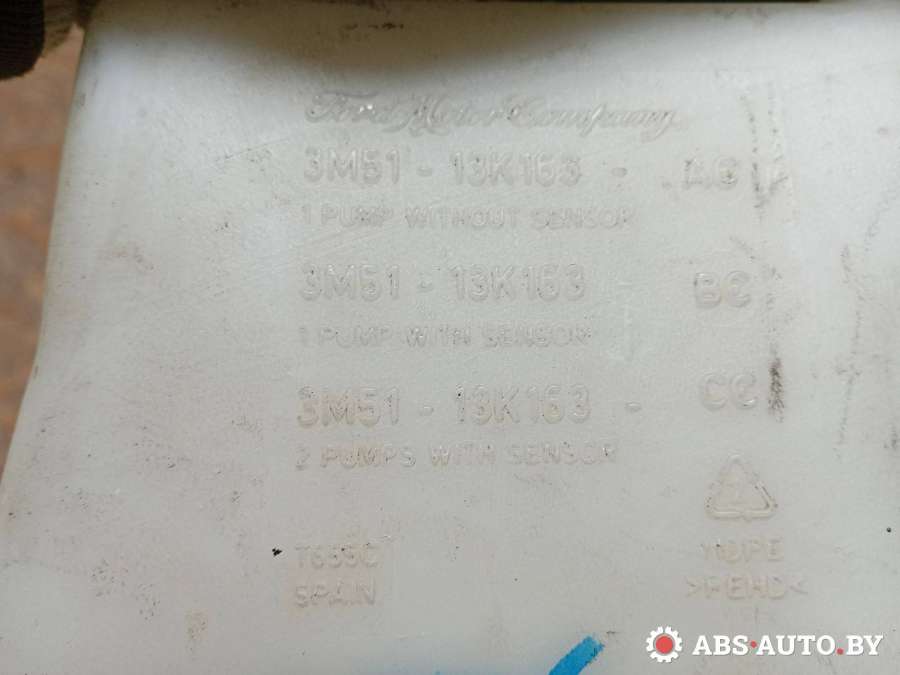 Ford Motor Company
3M51 - 13K163 - AC
1 PUMP WITHOUT SENSOR
3M51 - 13K163 - BC
1 PUMP WITH SENSOR
3M51 - 13K163 - CC
2 PUMPS WITH SENSOR
SPAIN
>PEHD<
ABS-AUTO.BY